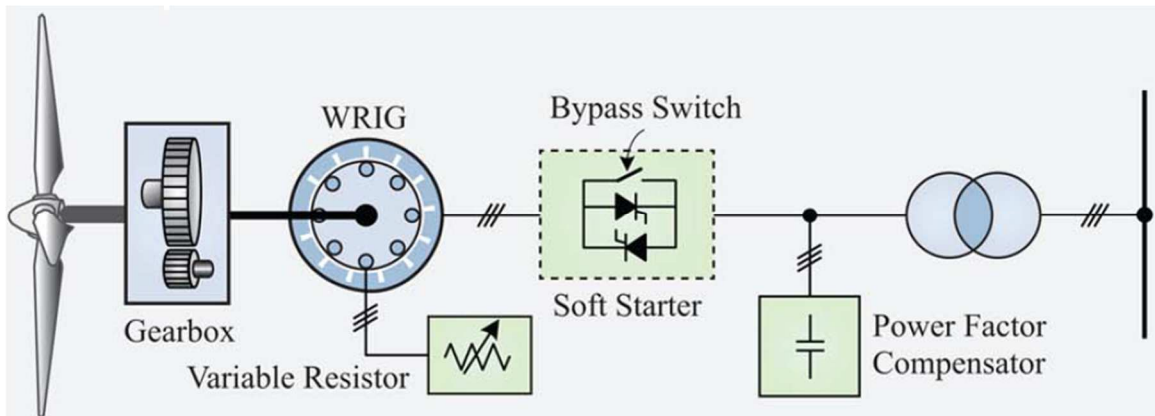 WRIG
Bypass Switch
Gearbox
Variable Resistor
Soft Starter
Power Factor
Compensator